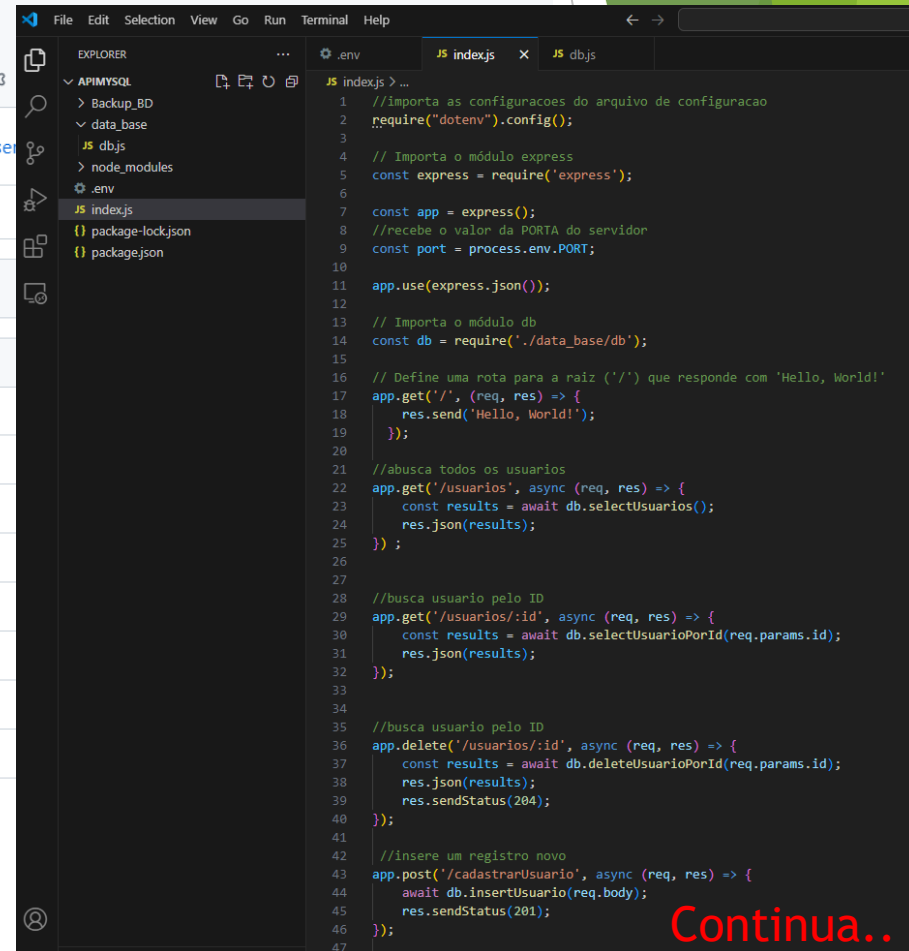 File Edit Selection View Go Run Terminal Help
EXPLORER
APIMYSQL
Backup_BD
data_base
JS db.js
node_modules
.env
JS index.js
{} package-lock.json
{} package.json
.env
JS index.js
JS db.js
JS index.js > ...
1 //importa as configuracoes do arquivo de configuracao
2 require("dotenv").config();
3
4 // Importa o módulo express
5 const express = require('express');
6
7 const app = express();
8 //recebe o valor da PORTA do servidor
9 const port = process.env.PORT;
10
11 app.use(express.json());
12
13 // Importa o módulo db
14 const db = require('./data_base/db');
15
16 // Define uma rota para a raiz ('/') que responde com 'Hello, World!'
17 app.get('/', (req, res) => {
18 res.send('Hello, World!');
19 });
20
21 //abusca todos os usuarios
22 app.get('/usuarios', async (req, res) => {
23 const results = await db.selectUsuarios();
24 res.json(results);
25 }) ;
26
27
28 //busca usuario pelo ID
29 app.get('/usuarios/:id', async (req, res) => {
30 const results = await db.selectUsuarioPorId(req.params.id);
31 res.json(results);
32 });
33
34
35 //busca usuario pelo ID
36 app.delete('/usuarios/:id', async (req, res) => {
37 const results = await db.deleteUsuarioPorId(req.params.id);
38 res.json(results);
39 res.sendStatus(204);
40 });
41
42 //insere um registro novo
43 app.post('/cadastrarUsuario', async (req, res) => {
44 await db.insertUsuario(req.body);
45 res.sendStatus(201);
46 });
47
Continua..